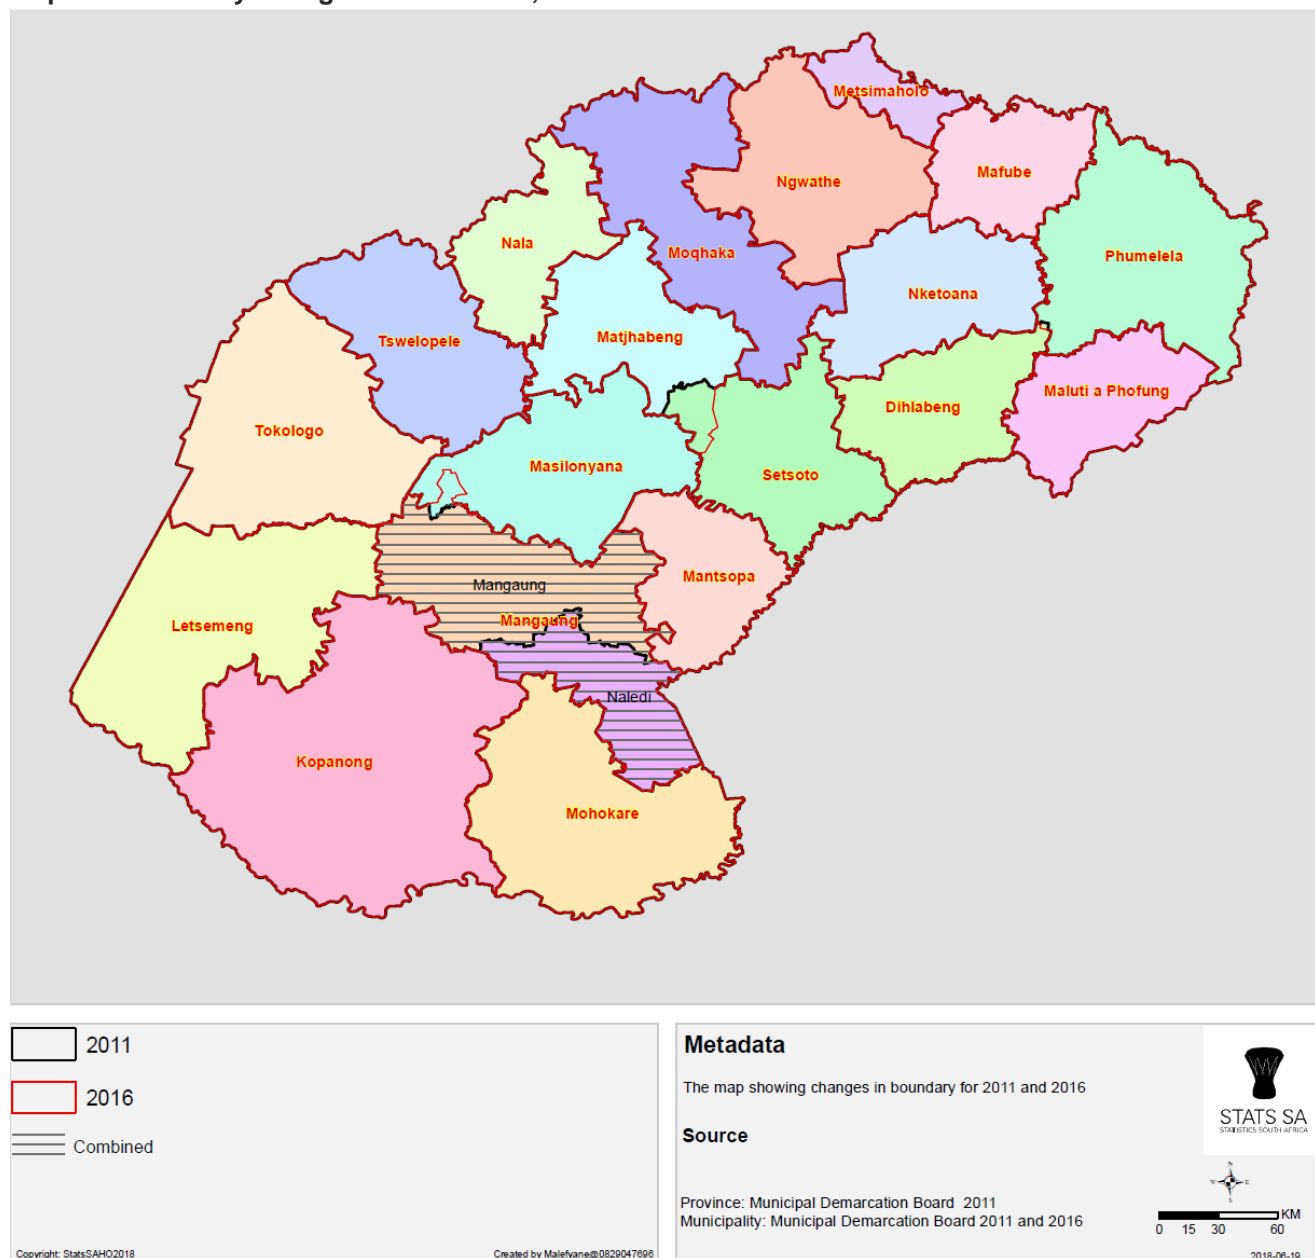 Metsimaholo
Mafube
Ngwathe
Nala
Moqhaka
Phumelela
Nketoana
Tswelopele
Matjhabeng
Maluti a Phofung
Dihlabeng
Tokologo
Masilonyana
Setsoto
Mantsopa
Mangaung
Mangaung
Letsemeng
Naledi
Kopanong
Mohokare
2011
2016
Combined
Copyright: StatsSAHO2018
Created by Malefyane@0829047696
Metadata
The map showing changes in boundary for 2011 and 2016
Source
Province: Municipal Demarcation Board 2011
Municipality: Municipal Demarcation Board 2011 and 2016
STATS SA
STATISTICS SOUTH AFRICA
N
W E
S
KM
0 15 30 60
2018-06-19